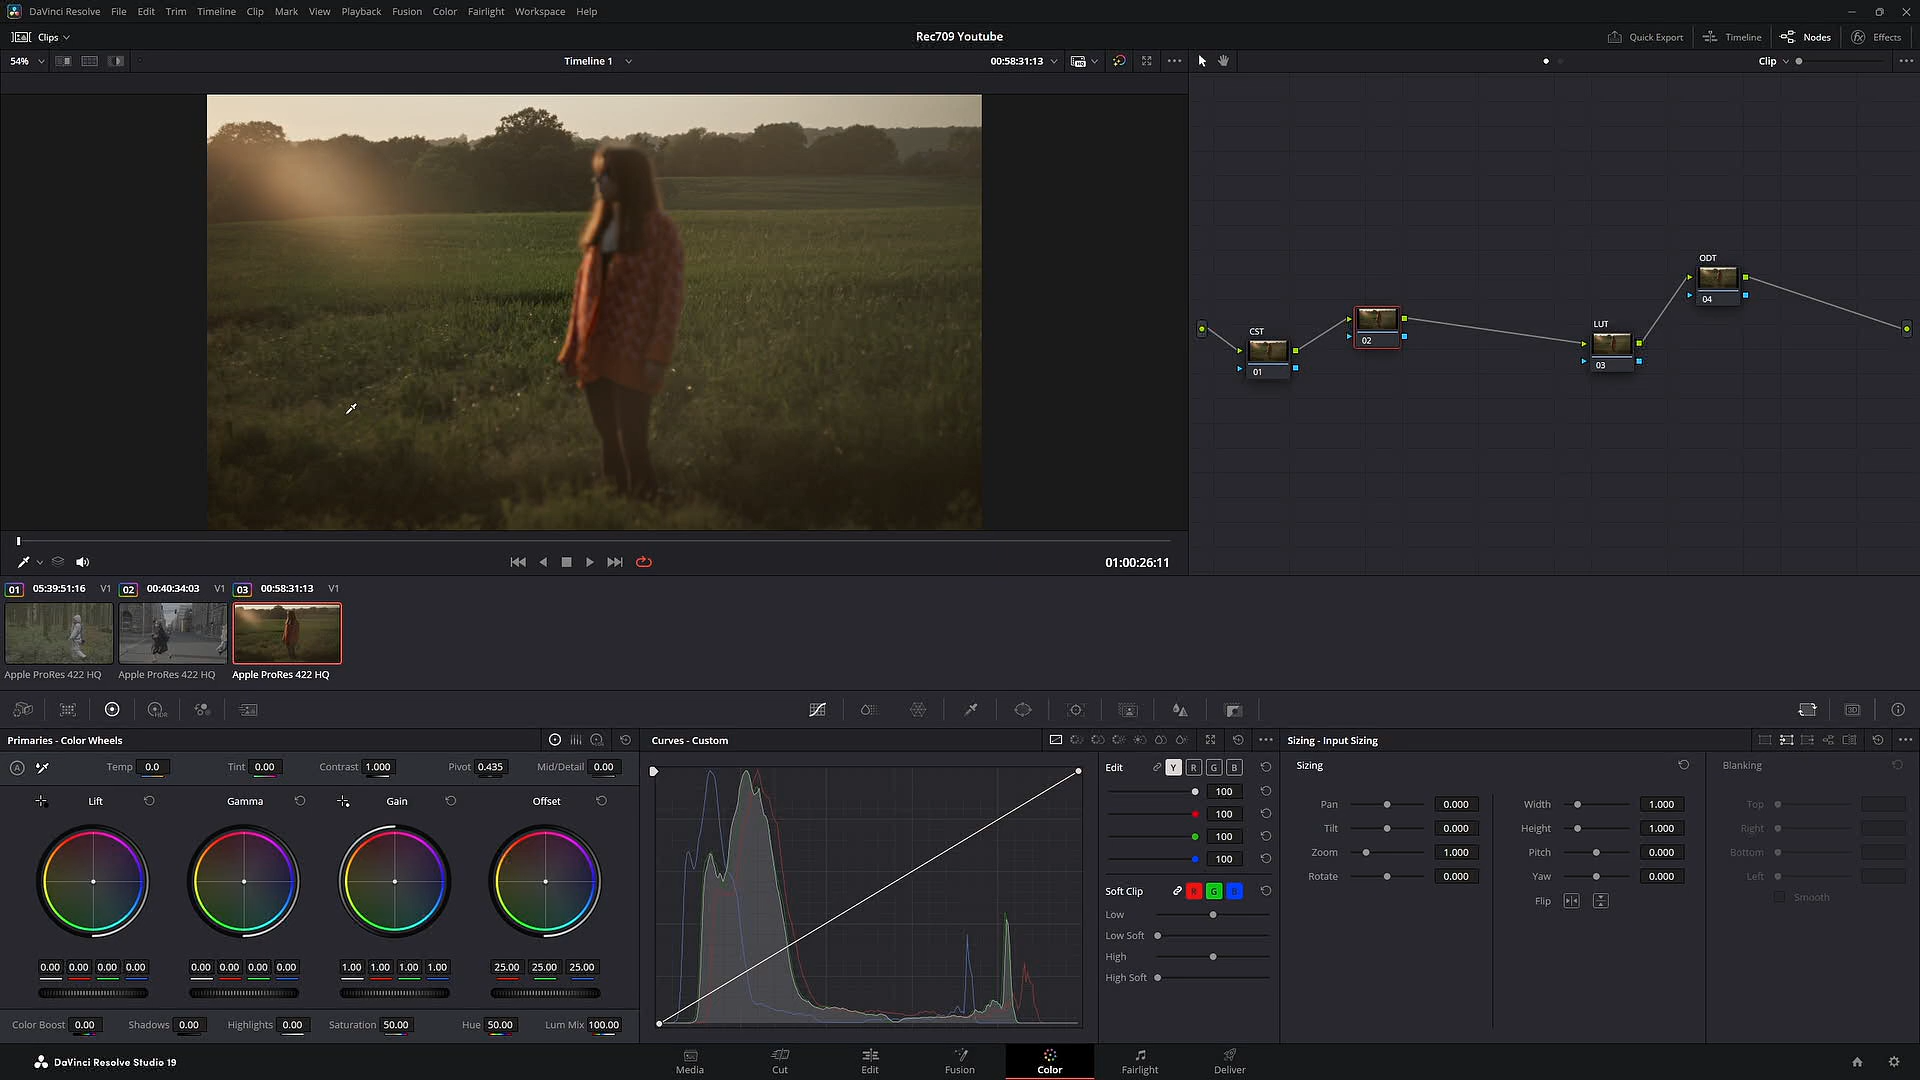 DaVinci Resolve File Edit Trim Timeline Clip Mark View Playback Fusion Color Fairlight Workspace Help
Clips
Rec709 Youtube
Quick Export Timeline Nodes Effects
54%
Timeline 1
00:58:31:13
Clip
ODT
04
CST
01
02
LUT
03
01:00:26:11
01 05:39:51:16 V1 02 00:40:34:03 V1 03 00:58:31:13 V1
Apple ProRes 422 HQ Apple ProRes 422 HQ Apple ProRes 422 HQ
HDR
3D
Primaries - Color Wheels
A
Temp 0.0 Tint 0.00 Contrast 1.000 Pivot 0.435 Mid/Detail 0.00
Lift Gamma Gain Offset
0.00 0.00 0.00 0.00 0.00 0.00 0.00 0.00 1.00 1.00 1.00 1.00 25.00 25.00 25.00
Color Boost 0.00 Shadows 0.00 Highlights 0.00 Saturation 50.00 Hue 50.00 Lum Mix 100.00
Curves - Custom
Edit Y R G B
100
100
100
100
Soft Clip R G B
Low
Low Soft
High
High Soft
Sizing - Input Sizing
Sizing
Pan 0.000 Width 1.000
Tilt 0.000 Height 1.000
Zoom 1.000 Pitch 0.000
Rotate 0.000 Yaw 0.000
Flip
Blanking
Top
Right
Bottom
Left
Smooth
DaVinci Resolve Studio 19
Media Cut Edit Fusion Color Fairlight Deliver